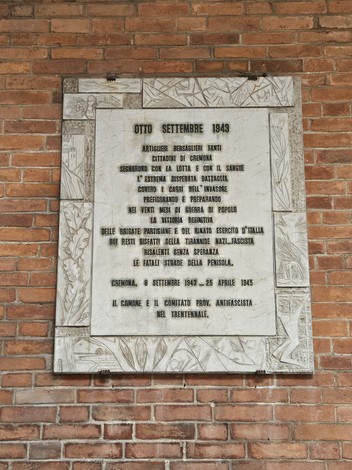 OTTO SETTEMBRE 1943
ARTIGLIERI BERSAGLIERI FANTI
CITTADINI DI CREMONA
SEGNARONO CON LA LOTTA E CON IL SANGUE
L'ESTREMA DISPERATA BATTAGLIA
CONTRO I CARRI DELL'INVASORE
PREFIGURANDO E PREPARANDO
NEI VENTI MESI DI GUERRA DI POPOLO
LA VITTORIA DEFINITIVA
DELLE BRIGATE PARTIGIANE E DEL RINATO ESERCITO D'ITALIA
SUI RESTI DISFATTI DELLA TIRANNIDE NAZI-FASCISTA
RISALENTI SENZA SPERANZA
LE FATALI STRADE DELLA PENISOLA.
CREMONA, 8 SETTEMBRE 1943 - 25 APRILE 1945
IL COMUNE E IL COMITATO PROV. ANTIFASCISTA
NEL TRENTENNALE.